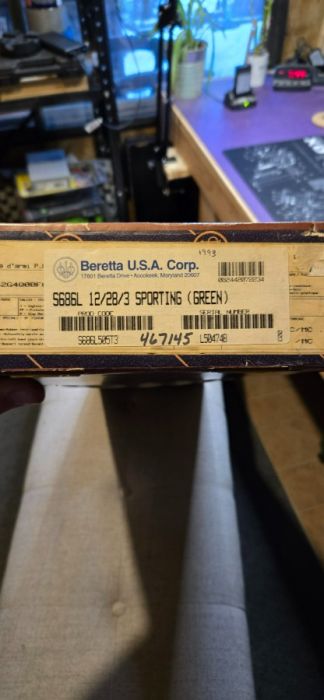 1993
Beretta U.S.A. Corp.
17601 Beretta Drive • Accokeek, Maryland 20607
S686L 12/28/3 SPORTING (GREEN)
PROD CODE
SERIAL NUMBER
S686L505T3
467145
L50474B